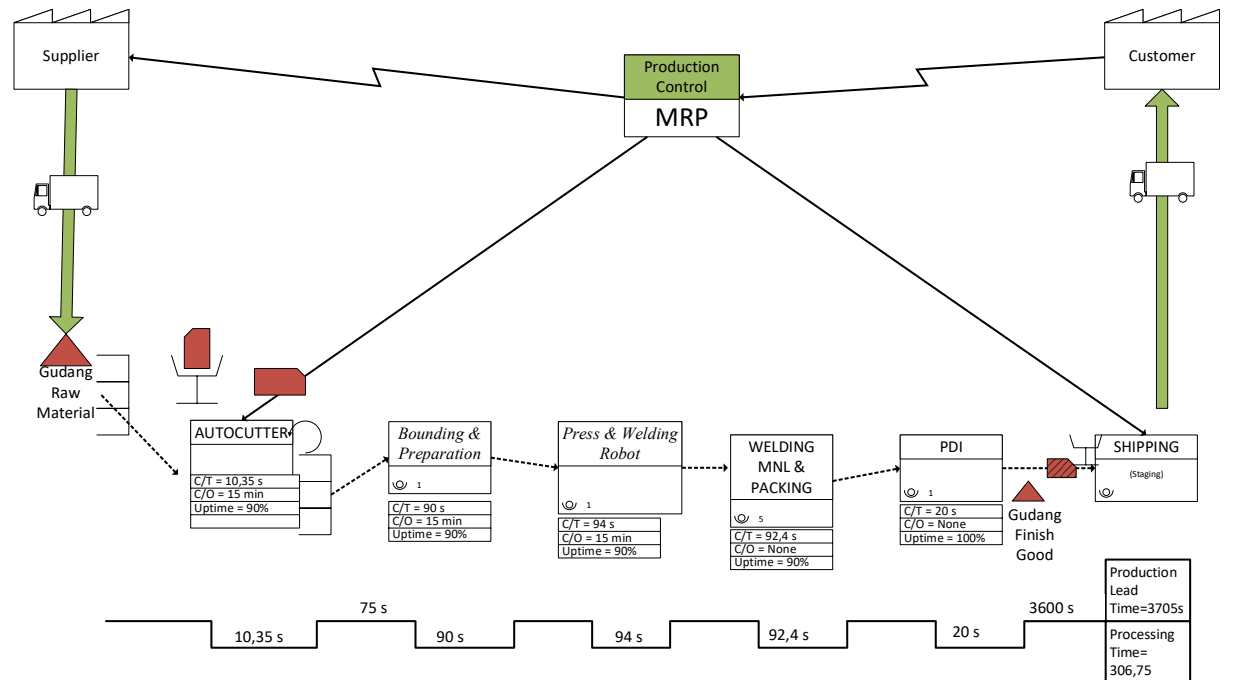 Supplier
Production
Control
MRP
Customer
Gudang
Raw
Material
AUTOCUTTER
C/T = 10,35 s
C/O = 15 min
Uptime = 90%
Bounding &
Preparation
1
C/T = 90 s
C/O = 15 min
Uptime = 90%
Press & Welding
Robot
1
C/T = 94 s
C/O = 15 min
Uptime = 90%
WELDING
MNL &
PACKING
5
C/T = 92,4 s
C/O = None
Uptime = 90%
PDI
1
C/T = 20 s
C/O = None
Uptime = 100%
Gudang
Finish
Good
SHIPPING
(Staging)
75 s
3600 s
10,35 s
90 s
94 s
92,4 s
20 s
Production
Lead
Time=3705s
Processing
Time=
306,75